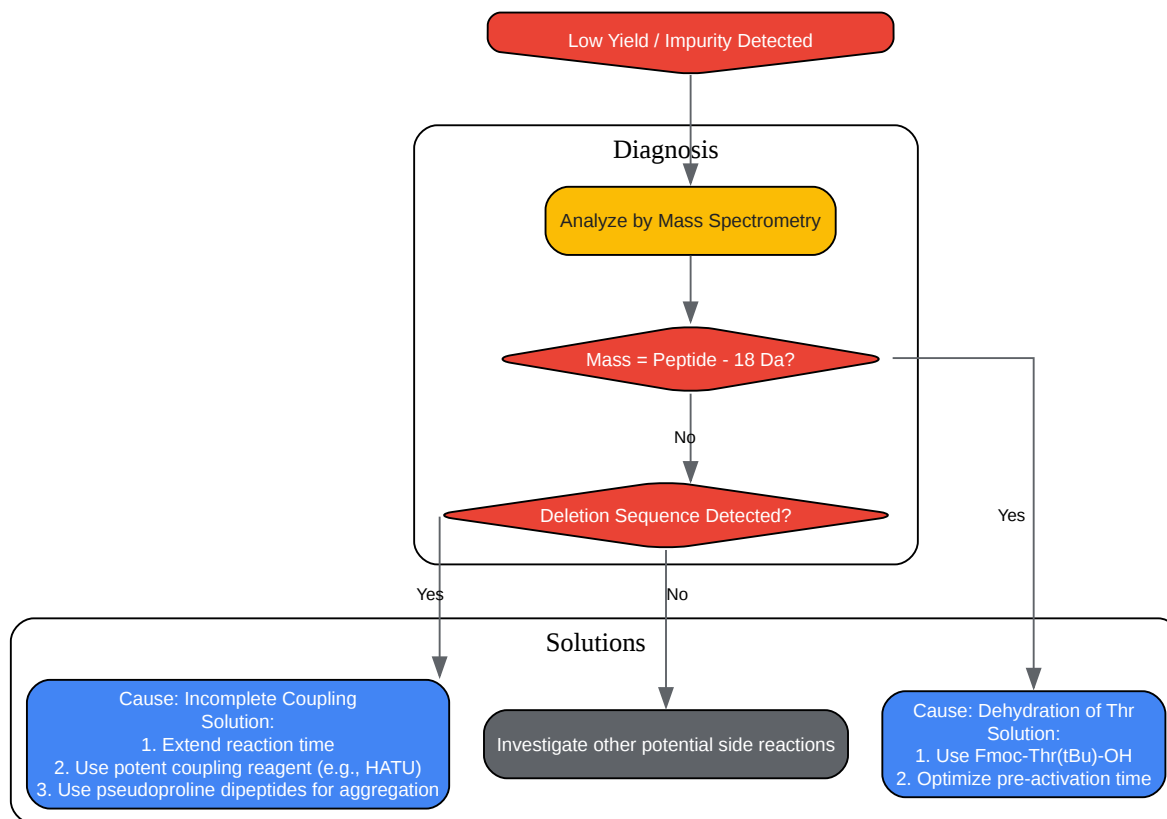 Low Yield / Impurity Detected
Diagnosis
Analyze by Mass Spectrometry
Mass = Peptide - 18 Da?
No
Deletion Sequence Detected?
Yes
Yes
No
Solutions
Cause: Incomplete Coupling
Solution:
1. Extend reaction time
2. Use potent coupling reagent (e.g., HATU)
3. Use pseudoproline dipeptides for aggregation
Investigate other potential side reactions
Cause: Dehydration of Thr
Solution:
1. Use Fmoc-Thr(tBu)-OH
2. Optimize pre-activation time